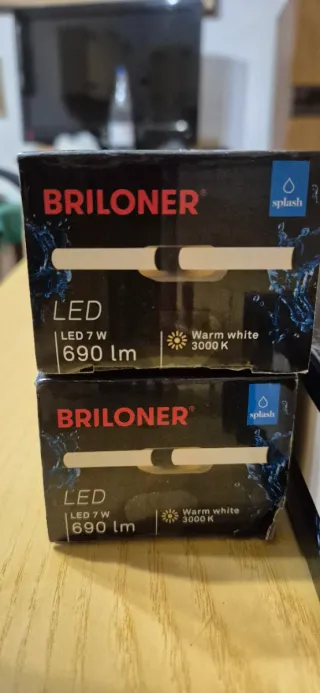 BRILONER®
splash
LED
LED 7 W
690 lm
Warm white
3000 K
BRILONER®
splash
LED
LED 7 W
690 lm
Warm white
3000 K